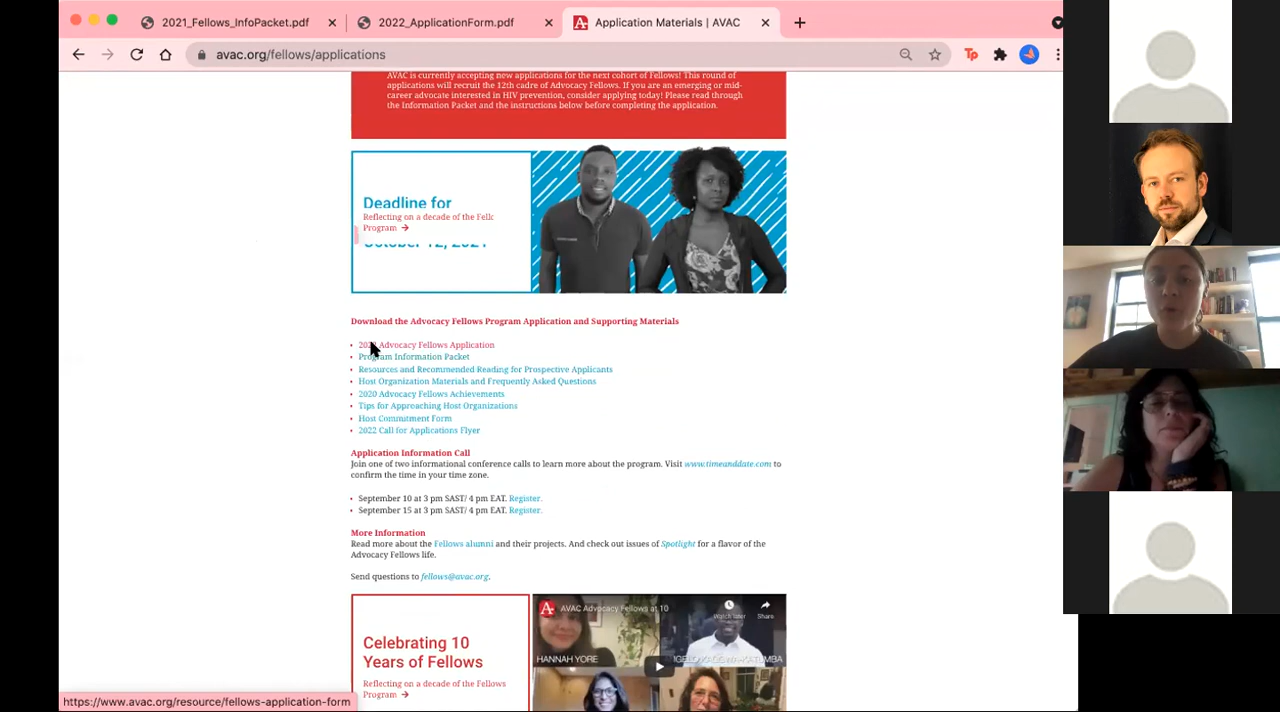 2021_Fellows_InfoPacket.pdf
2022_ApplicationForm.pdf
Application Materials | AVAC
avac.org/fellows/applications
Tp
AVAC is currently accepting new applications for the next cohort of Fellows! This round of
applications will recruit the 12th cadre of Advocacy Fellows. If you are an emerging or mid-
career advocate interested in HIV prevention, consider applying today! Please read through
the Information Packet and the instructions below before completing the application.
Deadline for
Reflecting on a decade of the
Program →
October 12, 2021
Download the Advocacy Fellows Program Application and Supporting Materials
Advocacy Fellows Application
Program Information Packet
Resources and Recommended Reading for Prospective Applicants
Host Organization Materials and Frequently Asked Questions
2020 Advocacy Fellows Achievements
Tips for Approaching Host Organizations
Host Commitment Form
2022 Call for Applications Flyer
Application Information Call
Join one of two informational conference calls to learn more about the program. Visit www.timeanddate.com to
confirm the time in your time zone.
September 10 at 3 pm SAST/ 4 pm EAT. Register.
September 15 at 3 pm SAST/ 4 pm EAT. Register.
More Information
Read more about the Fellows alumni and their projects. And check out issues of Spotlight for a flavor of the
Advocacy Fellows life.
Send questions to fellows@avac.org.
Celebrating 10
Years of Fellows
Reflecting on a decade of the Fellows
Program →
A AVAC Advocacy Fellows at 10
Watch later
Share
HANNAH YORE
https://www.avac.org/resource/fellows-application-form